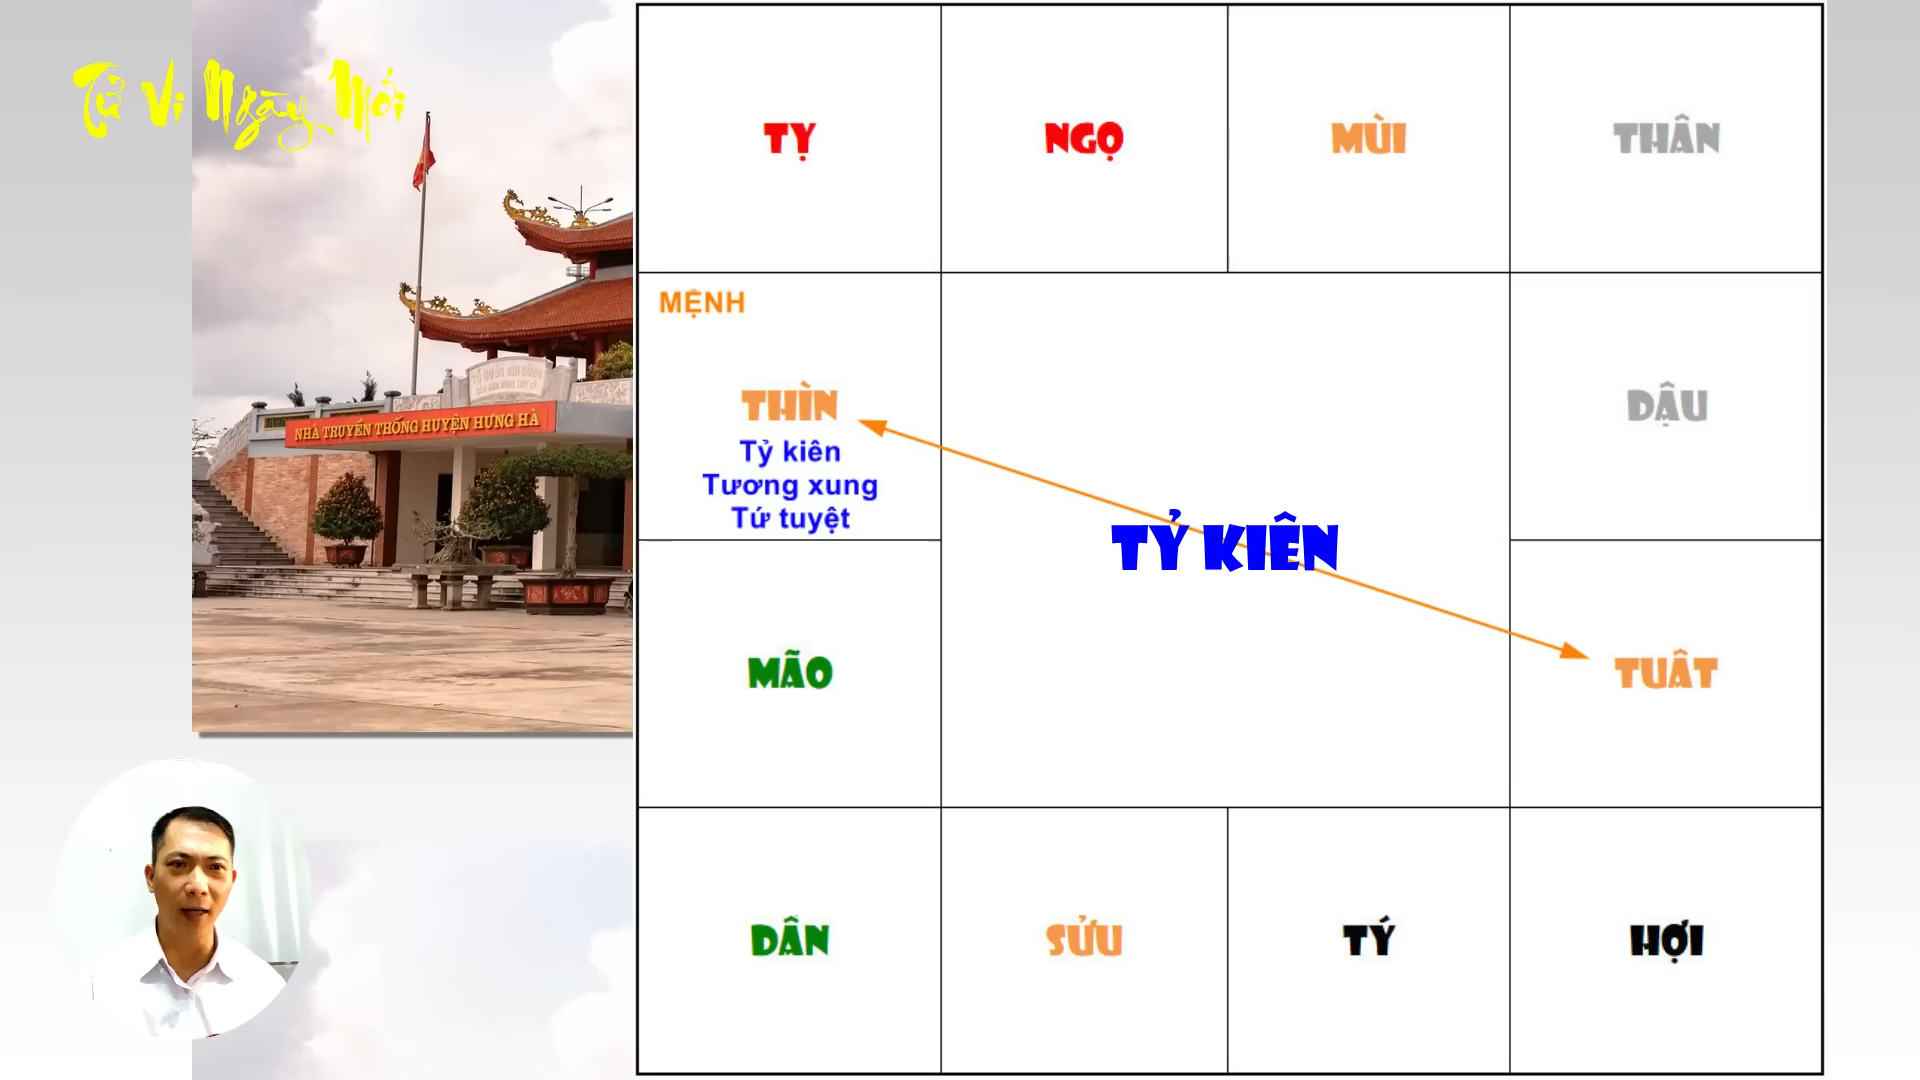 Tử Vi Ngày Mới
NHÀ TRUYỀN THỐNG HUYỆN HƯNG HÀ
TỴ
NGỌ
MÙI
THÂN
MỆNH
THÌN
Tỷ kiên
Tương xung
Tứ tuyệt
DẬU
TỶ KIÊN
MÃO
TUẤT
DẦN
SỬU
TÝ
HỢI